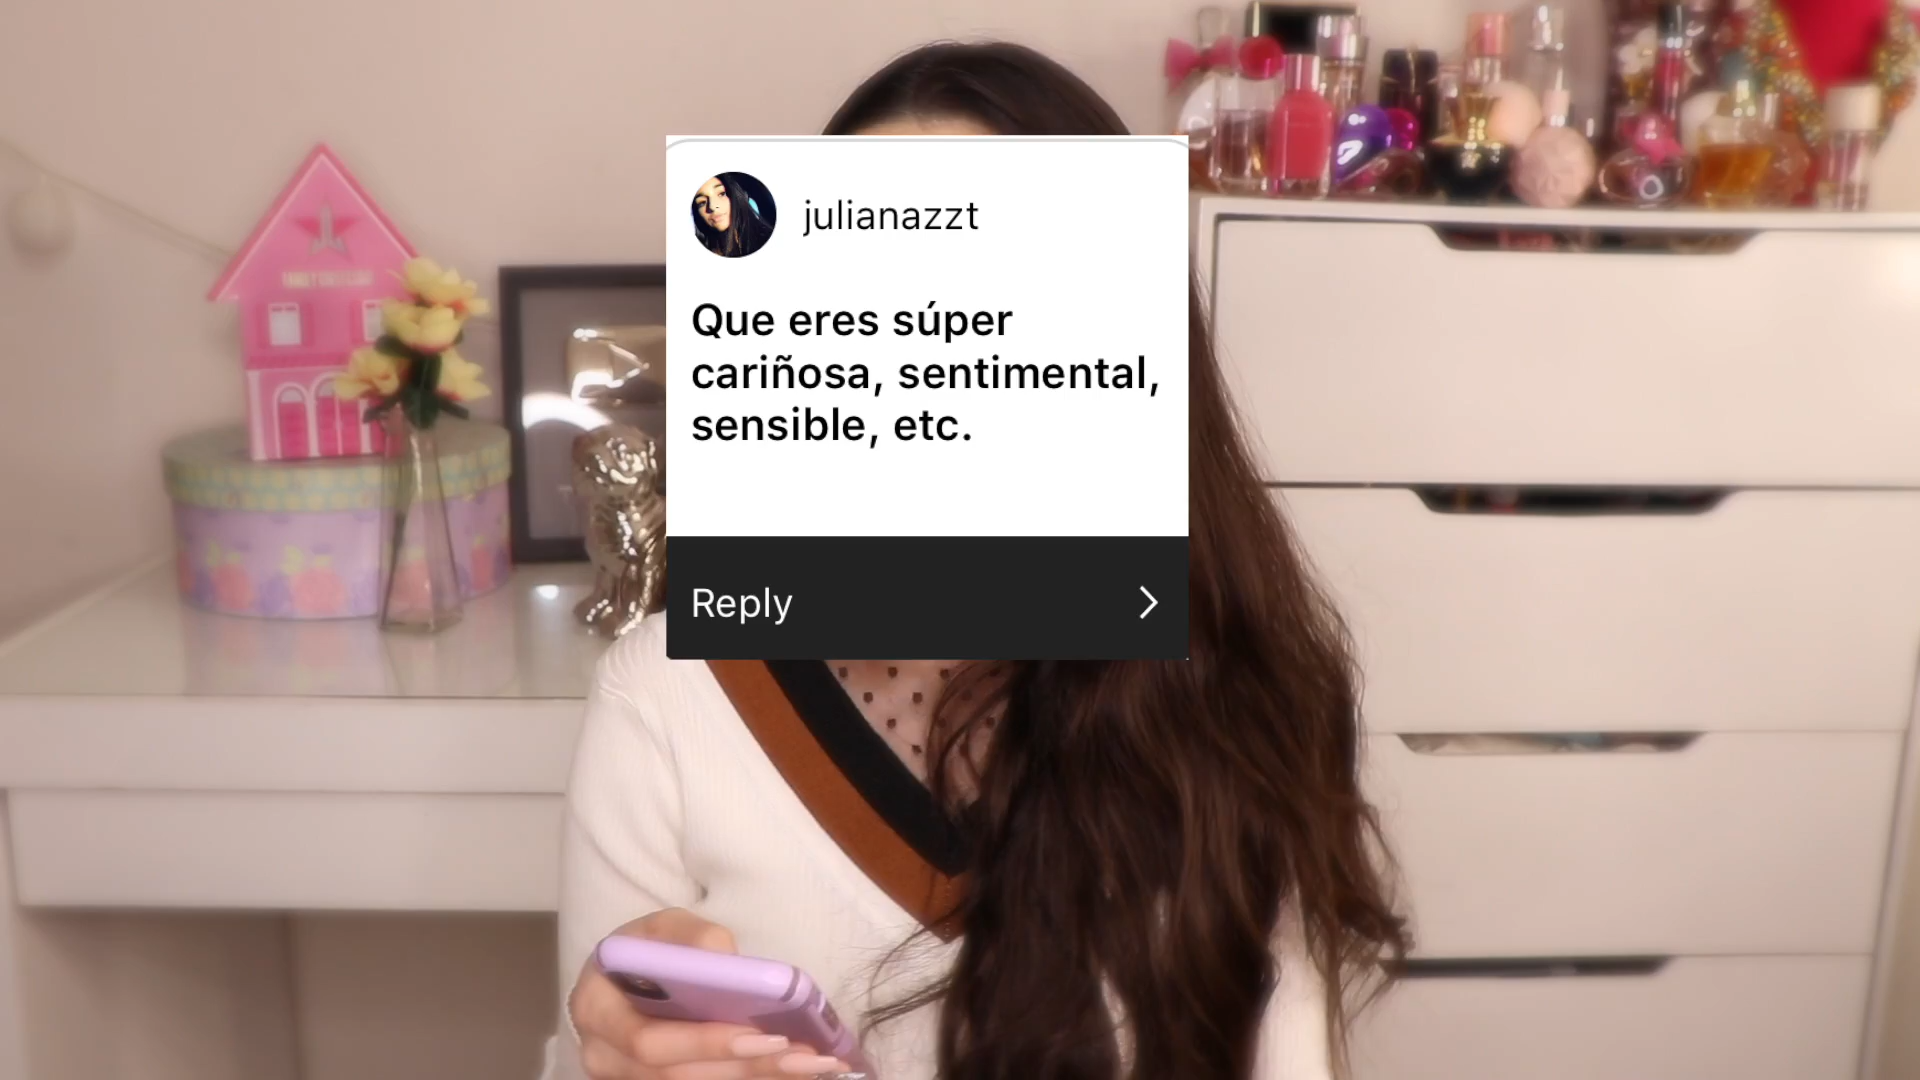 julianazzt
Que eres súper
cariñosa, sentimental,
sensible, etc.
Reply